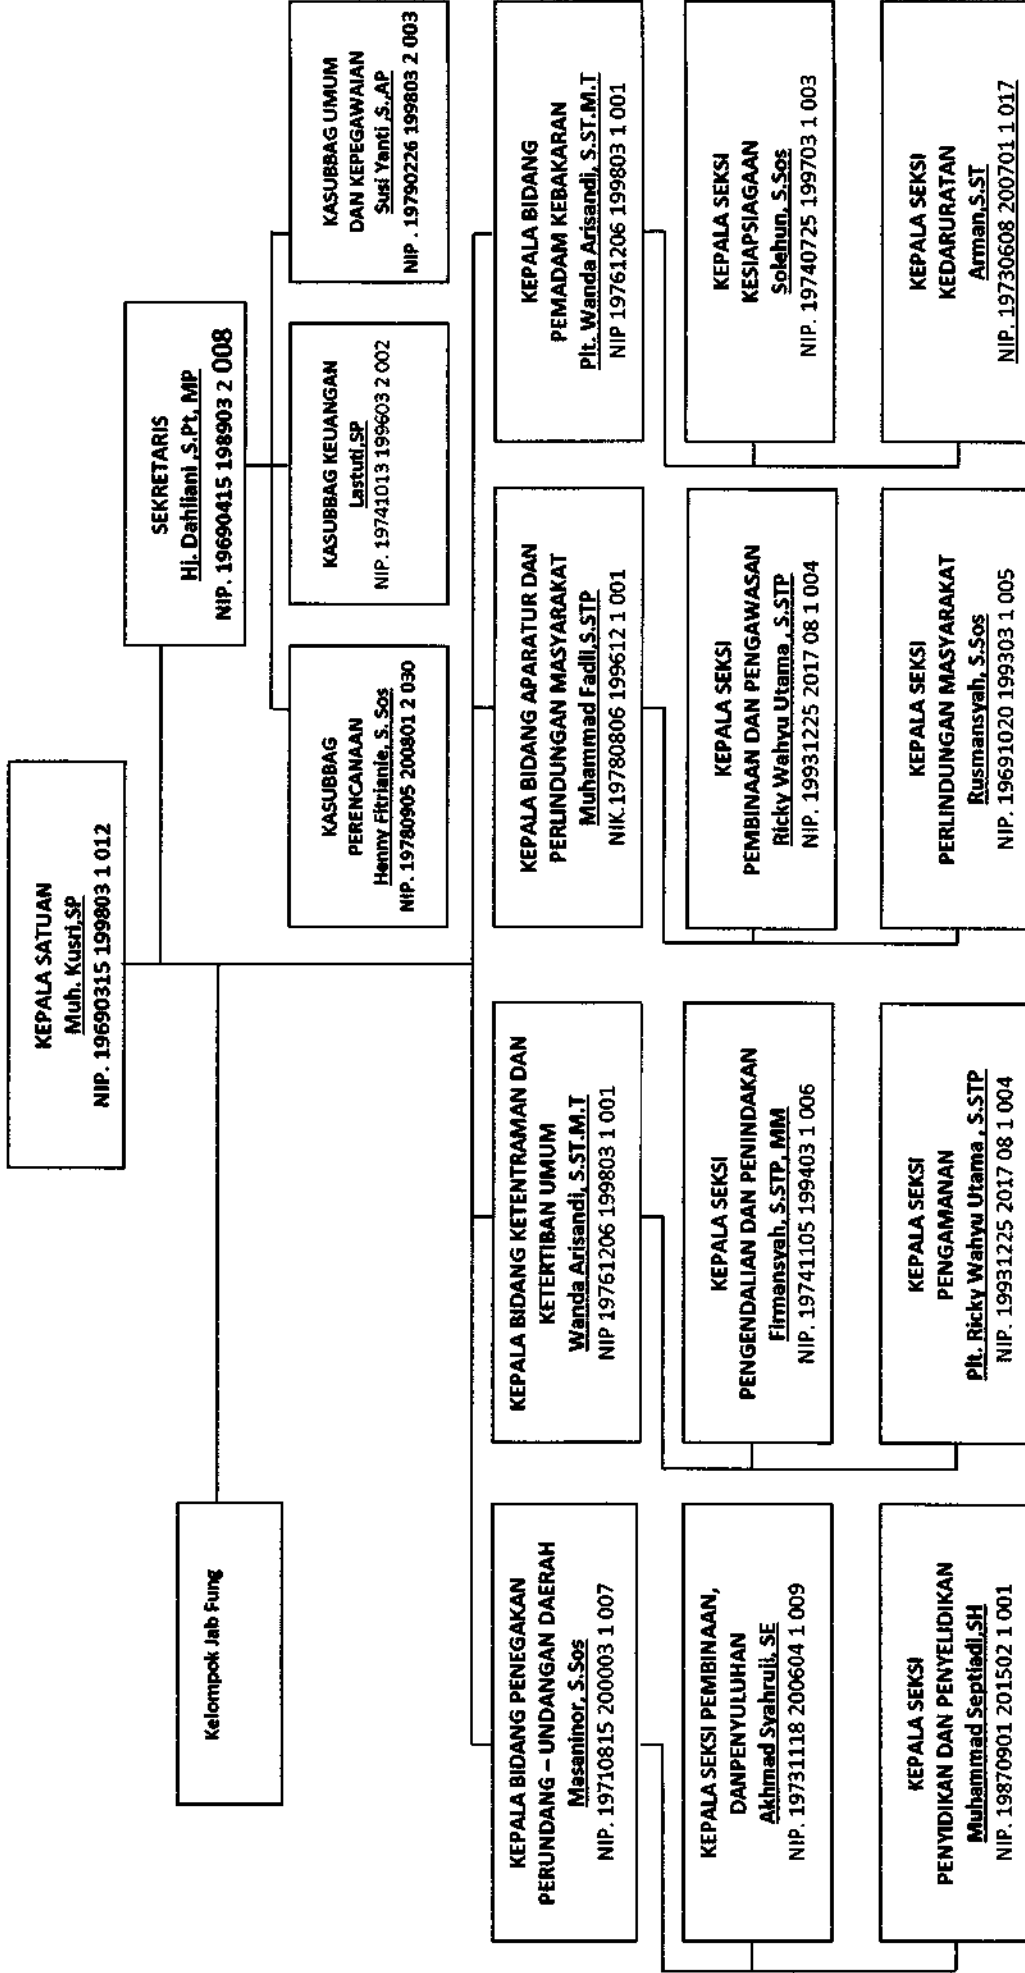 KEPALA SATUAN
Muh. Kusri,SP
NIP. 19690315 199803 1 012
Kelompok Jab Fung
SEKRETARIS
Hj. Dahliani ,S.Pt, MP
NIP. 19690415 198903 2 008
KASUBBAG
PERENCANAAN
Henny Fitrianie, S. Sos
NIP. 19780905 200801 2 030
KASUBBAG KEUANGAN
Lastuti,SP
NIP. 19741013 199603 2 002
KASUBBAG UMUM
DAN KEPEGAWAIAN
Susi Yanti ,S.,AP
NIP . 19790226 199803 2 003
KEPALA BIDANG PENEGAKAN
PERUNDANG – UNDANGAN DAERAH
Masaninor, S.Sos
NIP. 19710815 200003 1 007
KEPALA BIDANG KETENTRAMAN DAN
KETERTIBAN UMUM
Wanda Arisandi, S.ST.M.T
NIP 19761206 199803 1 001
KEPALA BIDANG APARATUR DAN
PERLINDUNGAN MASYARAKAT
Muhammad Fadli,S.STP
NIK.19780806 199612 1 001
KEPALA BIDANG
PEMADAM KEBAKARAN
Plt. Wanda Arisandi, S.ST.M.T
NIP 19761206 199803 1 001
KEPALA SEKSI PEMBINAAN,
DANPENYULUHAN
Akhmad Syahruji, SE
NIP. 19731118 200604 1 009
KEPALA SEKSI
PENGENDALIAN DAN PENINDAKAN
Firmansyah, S.STP, MM
NIP. 19741105 199403 1 006
KEPALA SEKSI
PEMBINAAN DAN PENGAWASAN
Ricky Wahyu Utama , S.STP
NIP. 19931225 2017 08 1 004
KEPALA SEKSI
KESIAPSIAGAAN
Solehun, S.Sos
NIP. 19740725 199703 1 003
KEPALA SEKSI
PENYIDIKAN DAN PENYELIDIKAN
Muhammad Septiadi,SH
NIP. 19870901 201502 1 001
KEPALA SEKSI
PENGAMANAN
Plt. Ricky Wahyu Utama , S.STP
NIP. 19931225 2017 08 1 004
KEPALA SEKSI
PERLINDUNGAN MASYARAKAT
Rusmansyah, S.Sos
NIP. 19691020 199303 1 005
KEPALA SEKSI
KEDARURATAN
Arman,S.ST
NIP. 19730608 200701 1 017